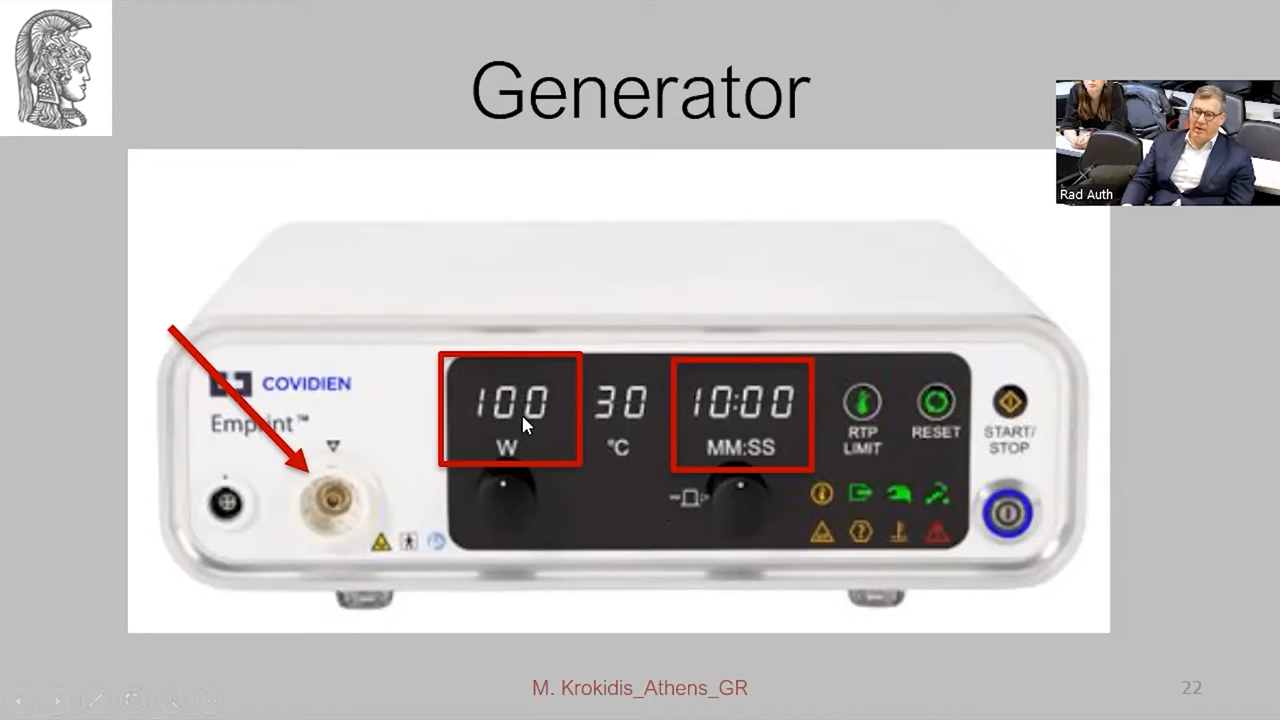 Generator
Rad Auth
COVIDIEN
Emprint™
100
W
30
°C
10:00
MM:SS
RTP
LIMIT
RESET
START/
STOP
M. Krokidis_Athens_GR
22